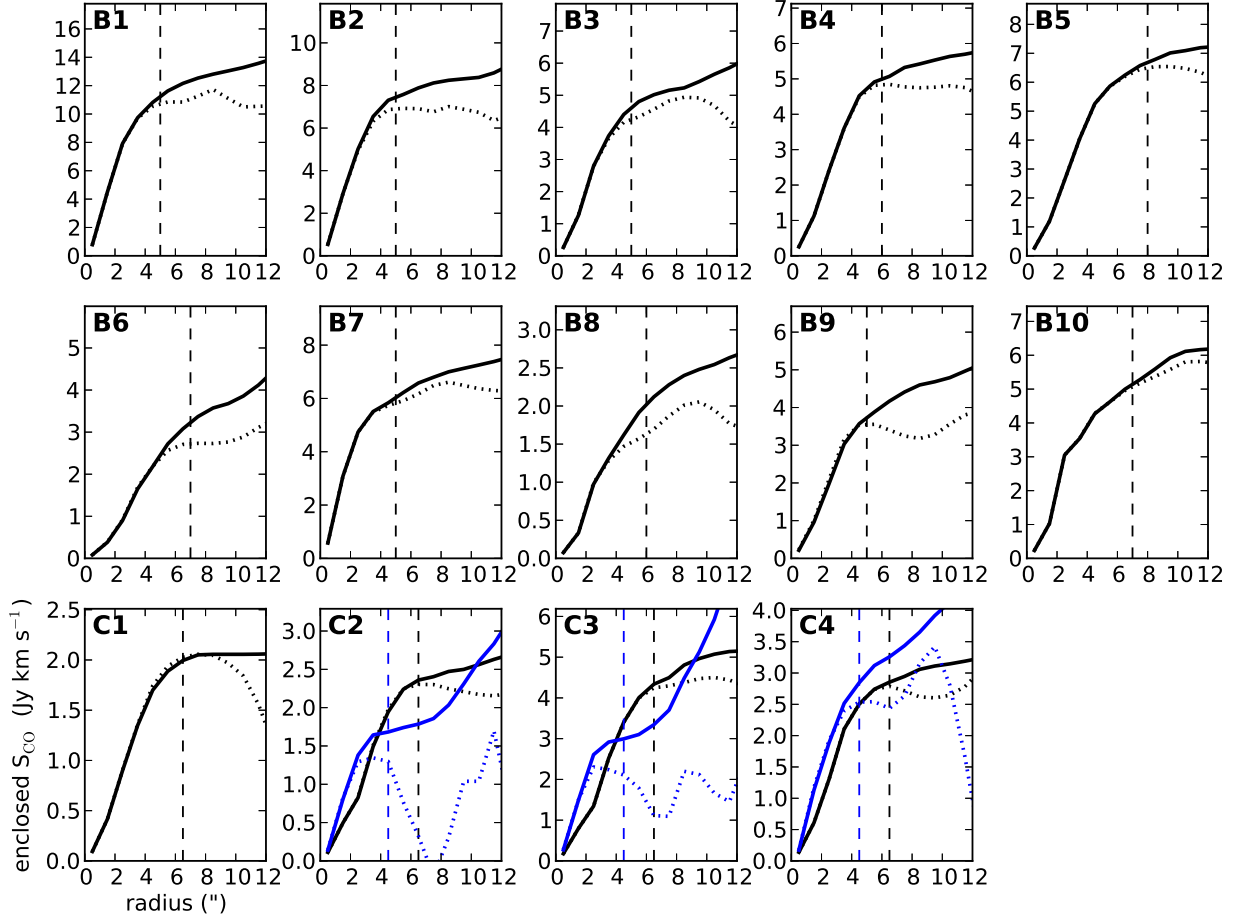 B1 B2 B3 B4 B5
16 14 12 10 8 6 4 2 0
10 8 6 4 2 0
7 6 5 4 3 2 1 0
7 6 5 4 3 2 1 0
8 7 6 5 4 3 2 1 0
0 2 4 6 8 10 12 0 2 4 6 8 10 12 0 2 4 6 8 10 12 0 2 4 6 8 10 12 0 2 4 6 8 10 12
B6 B7 B8 B9 B10
5 4 3 2 1 0
8 6 4 2 0
3.0 2.5 2.0 1.5 1.0 0.5 0.0
6 5 4 3 2 1 0
7 6 5 4 3 2 1 0
0 2 4 6 8 10 12 0 2 4 6 8 10 12 0 2 4 6 8 10 12 0 2 4 6 8 10 12 0 2 4 6 8 10 12
C1 C2 C3 C4
enclosed S_CO (Jy km s⁻¹)
2.5 2.0 1.5 1.0 0.5 0.0
3.0 2.5 2.0 1.5 1.0 0.5 0.0
6 5 4 3 2 1 0
4.0 3.5 3.0 2.5 2.0 1.5 1.0 0.5 0.0
0 2 4 6 8 10 12 0 2 4 6 8 10 12 0 2 4 6 8 10 12 0 2 4 6 8 10 12
radius (")